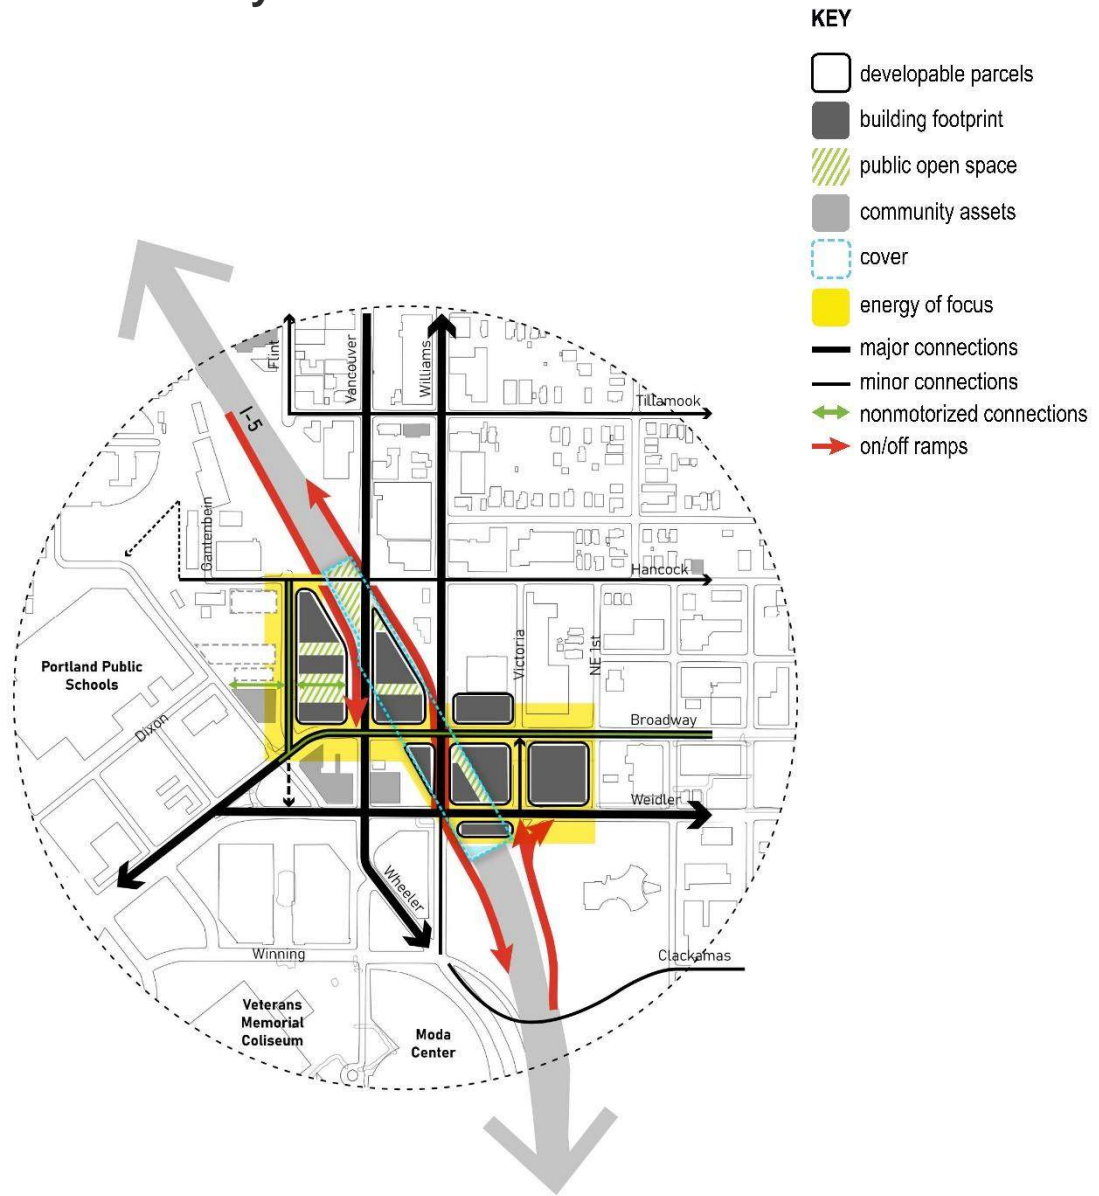 KEY
developable parcels
building footprint
public open space
community assets
cover
energy of focus
major connections
minor connections
nonmotorized connections
on/off ramps
Flint
Vancouver
Williams
Tillamook
I-5
Gantenbein
Hancock
Portland Public
Schools
Victoria
NE 1st
Dixon
Broadway
Weidler
Wheeler
Winning
Clackamas
Veterans
Memorial
Coliseum
Moda
Center